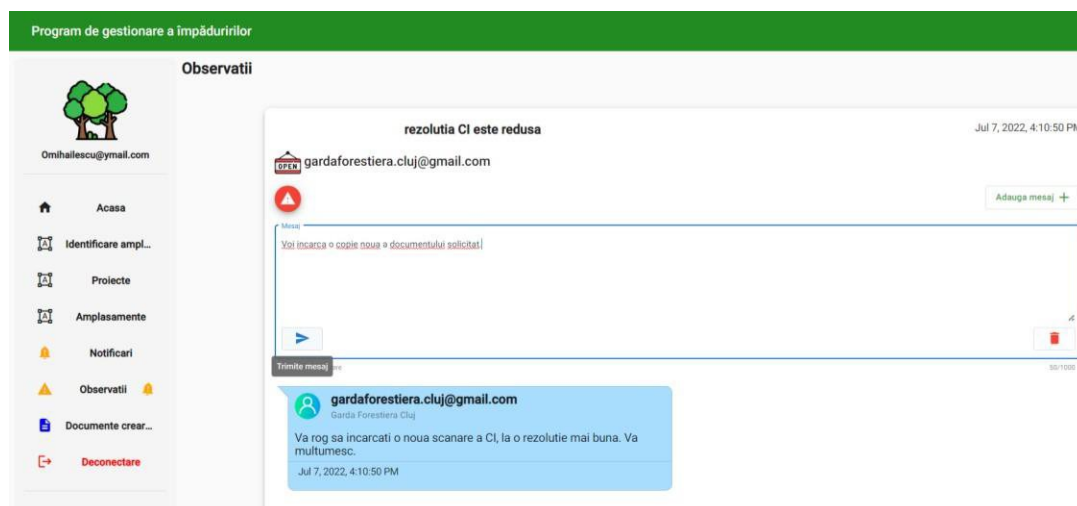 Program de gestionare a împăduririlor
Observatii
Omihailescu@ymail.com
Acasa
Identificare ampl...
Proiecte
Amplasamente
Notificari
Observatii
Documente crear...
Deconectare
rezolutia CI este redusa
Jul 7, 2022, 4:10:50 PM
OPEN
gardaforestiera.cluj@gmail.com
Adauga mesaj +
Mesaj
Voi incarca o copie noua a documentului solicitat.
Trimite mesaj
50/1000
gardaforestiera.cluj@gmail.com
Garda Forestiera Cluj
Va rog sa incarcati o noua scanare a CI, la o rezolutie mai buna. Va
multumesc.
Jul 7, 2022, 4:10:50 PM